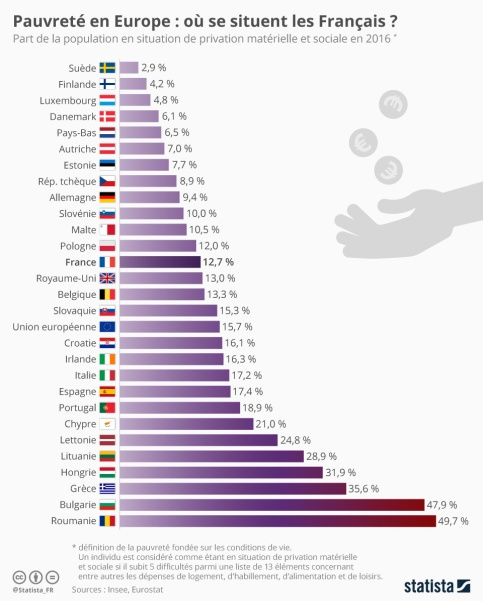 Pauvreté en Europe : où se situent les Français ?
Part de la population en situation de privation matérielle et sociale en 2016 *
Suède 2,9 %
Finlande 4,2 %
Luxembourg 4,8 %
Danemark 6,1 %
Pays-Bas 6,5 %
Autriche 7,0 %
Estonie 7,7 %
Rép. tchèque 8,9 %
Allemagne 9,4 %
Slovénie 10,0 %
Malte 10,5 %
Pologne 12,0 %
France 12,7 %
Royaume-Uni 13,0 %
Belgique 13,3 %
Slovaquie 15,3 %
Union européenne 15,7 %
Croatie 16,1 %
Irlande 16,3 %
Italie 17,2 %
Espagne 17,4 %
Portugal 18,9 %
Chypre 21,0 %
Lettonie 24,8 %
Lituanie 28,9 %
Hongrie 31,9 %
Grèce 35,6 %
Bulgarie 47,9 %
Roumanie 49,7 %
* définition de la pauvreté fondée sur les conditions de vie.
Un individu est considéré comme étant en situation de privation matérielle
et sociale si il subit 5 difficultés parmi une liste de 13 éléments concernant
entre autres les dépenses de logement, d'habillement, d'alimentation et de loisirs.
@Statista_FR
Sources : Insee, Eurostat
statista